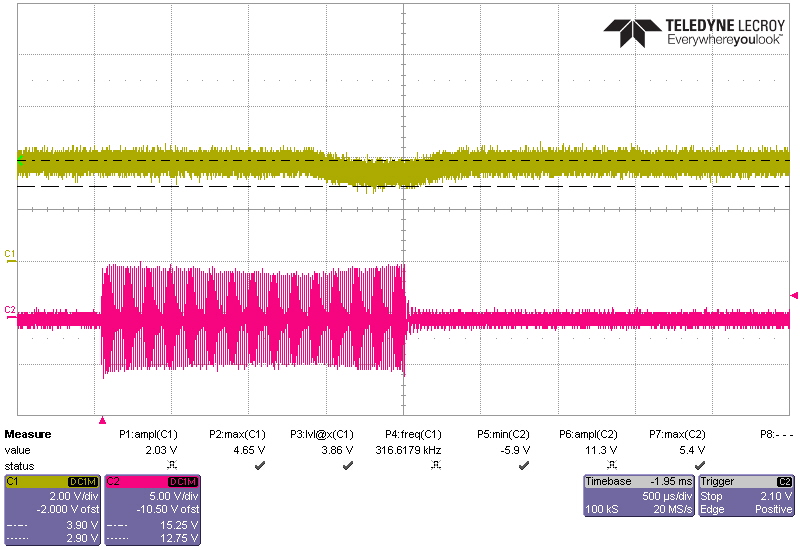 TELEDYNE LECROY
Everywhereyoulook™
C1
C2
Measure P1:ampl(C1) P2:max(C1) P3:lvl@x(C1) P4:freq(C1) P5:min(C2) P6:ampl(C2) P7:max(C2) P8:- - -
value 2.03 V 4.65 V 3.86 V 316.6179 kHz -5.9 V 11.3 V 5.4 V
status
C1 DC1M
2.00 V/div
-2.000 V ofst
3.90 V
2.90 V
C2 DC1M
5.00 V/div
-10.50 V ofst
15.25 V
12.75 V
Timebase -1.95 ms
500 µs/div
100 kS 20 MS/s
Trigger C2
Stop 2.10 V
Edge Positive